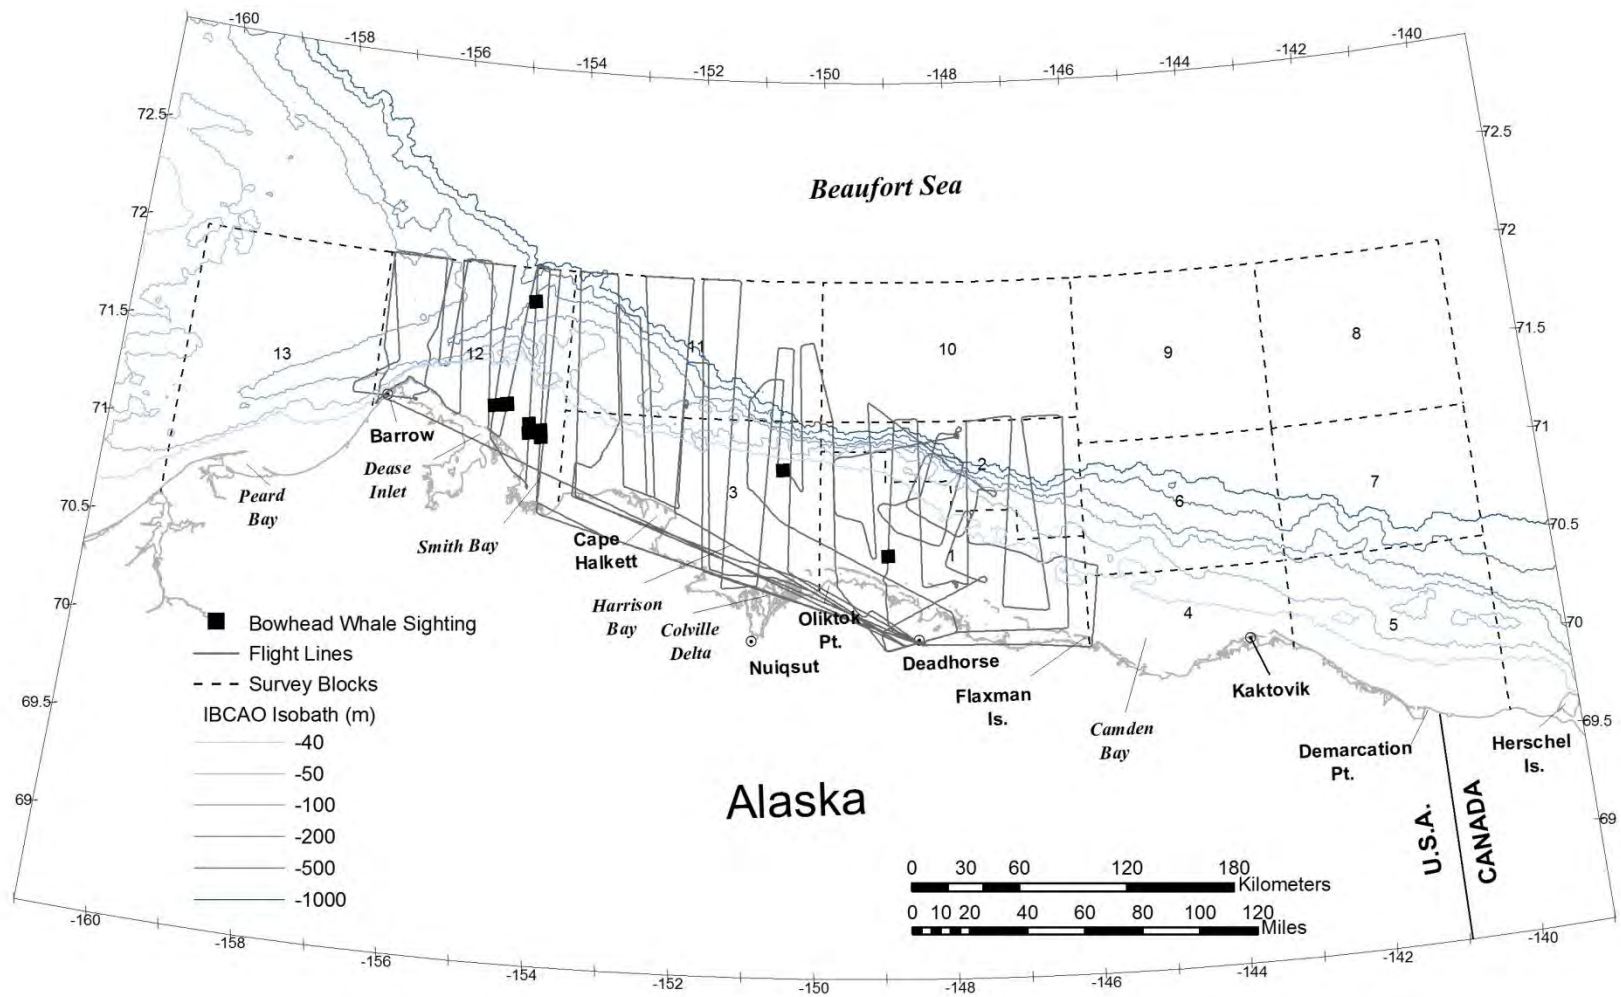 -160
-158
-156
-154
-152
-150
-148
-146
-144
-142
-140
72.5
72.5
Beaufort Sea
72
72
71.5
71.5
13
12
11
10
9
8
71
71
Barrow
Dease
Inlet
Peard
Bay
70.5
3
2
6
7
70.5
Smith Bay
Cape
Halkett
1
Harrison
Bay
Colville
Delta
Oliktok
Pt.
Nuiqsut
Deadhorse
Flaxman
Is.
4
5
70
70
Camden
Bay
Kaktovik
Demarcation
Pt.
Herschel
Is.
69.5
69.5
Bowhead Whale Sighting
Flight Lines
Survey Blocks
IBCAO Isobath (m)
-40
-50
-100
-200
-500
-1000
69
69
Alaska
U.S.A.
CANADA
0 30 60 120 180
Kilometers
0 10 20 40 60 80 100 120
Miles
-160
-158
-156
-154
-152
-150
-148
-146
-144
-142
-140